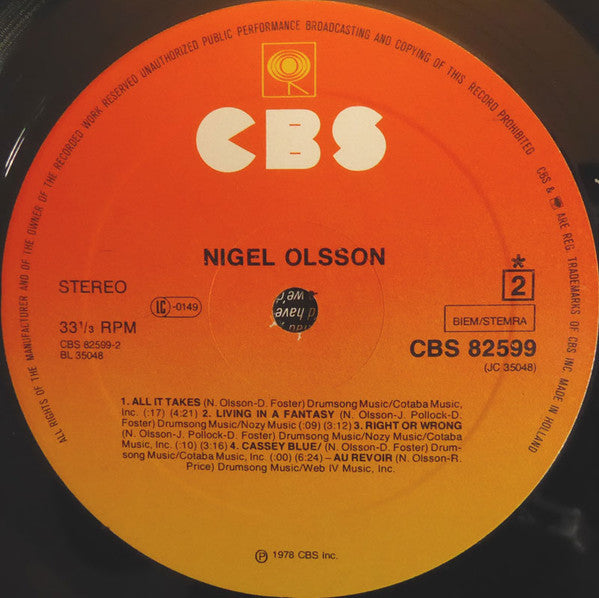 ALL RIGHTS OF THE MANUFACTURER AND OF THE OWNER OF THE RECORDED WORK RESERVED UNAUTHORIZED PUBLIC PERFORMANCE BROADCASTING AND COPYING OF THIS RECORD PROHIBITED
CBS & ARE REG. TRADEMARKS OF CBS INC MADE IN HOLLAND
R
CBS
NIGEL OLSSON
STEREO
LC-0149
33 1/3 RPM
CBS 82599-2
BL 35048
*
2
BIEM/STEMRA
CBS 82599
(JC 35048)
1. ALL IT TAKES (N. Olsson-D. Foster) Drumsong Music/Cotaba Music,
Inc. (:17) (4:21) 2. LIVING IN A FANTASY (N. Olsson-J. Pollock-D.
Foster) Drumsong/Nozy Music (:09) (3:12) 3. RIGHT OR WRONG
(N. Olsson-J. Pollock-D. Foster) Drumsong/Nozy Music/Cotaba Music,
Inc. (:10) (3:16) 4. CASSEY BLUE/ (N. Olsson-D. Foster) Drum-
song Music/Cotaba Music, Inc. (:00) (6:24) – AU REVOIR (N. Olsson-R.
Price) Drumsong Music/Web IV Music, Inc.
℗ 1978 CBS Inc.
d have